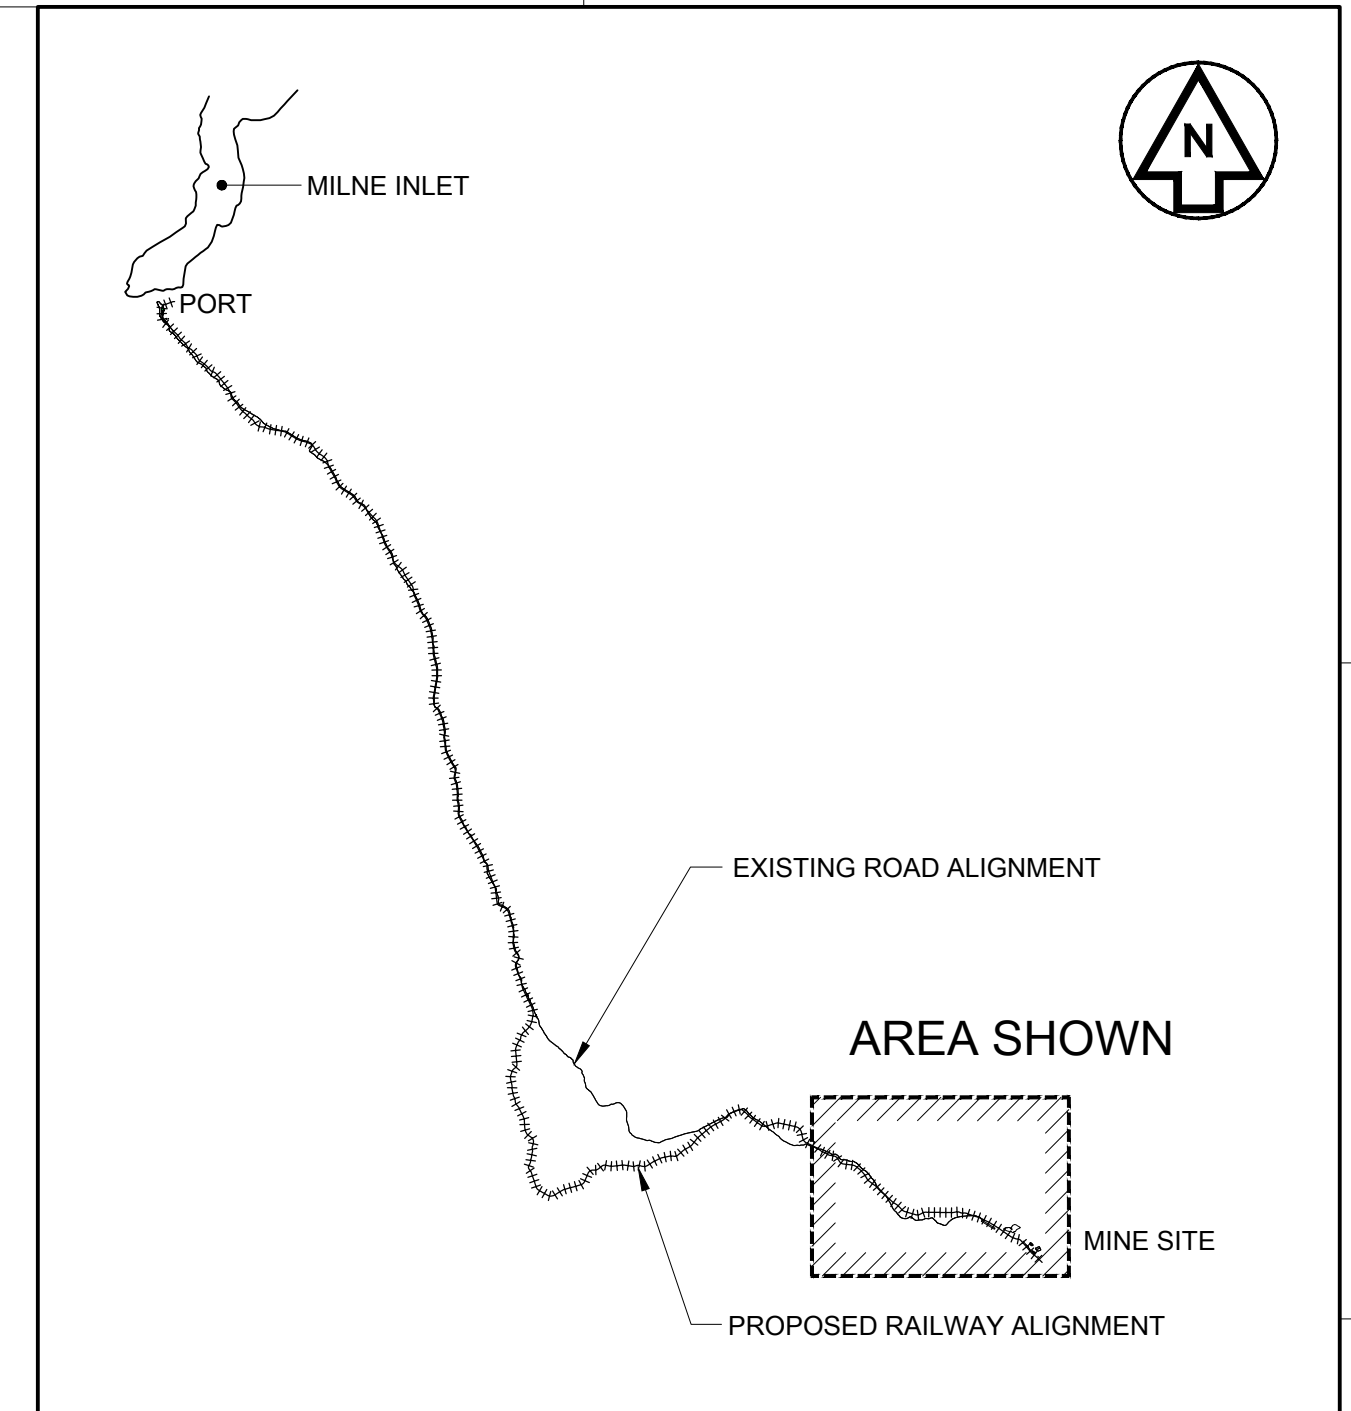 N
MILNE INLET
PORT
EXISTING ROAD ALIGNMENT
AREA SHOWN
MINE SITE
PROPOSED RAILWAY ALIGNMENT